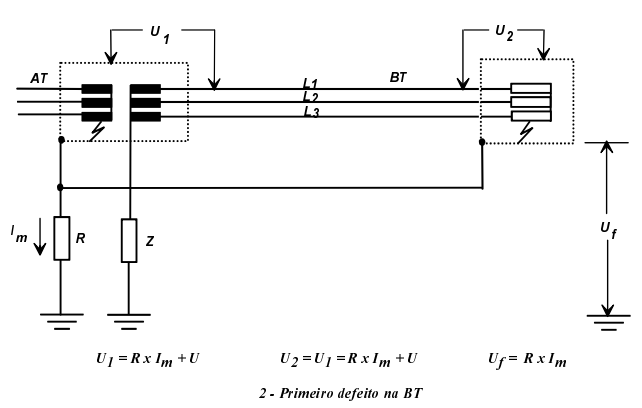 U1
U2
AT
L1
BT
L2
L3
Im
R
Z
Uf
U1 = R x Im + U
U2 = U1 = R x Im + U
Uf = R x Im
2 - Primeiro defeito na BT